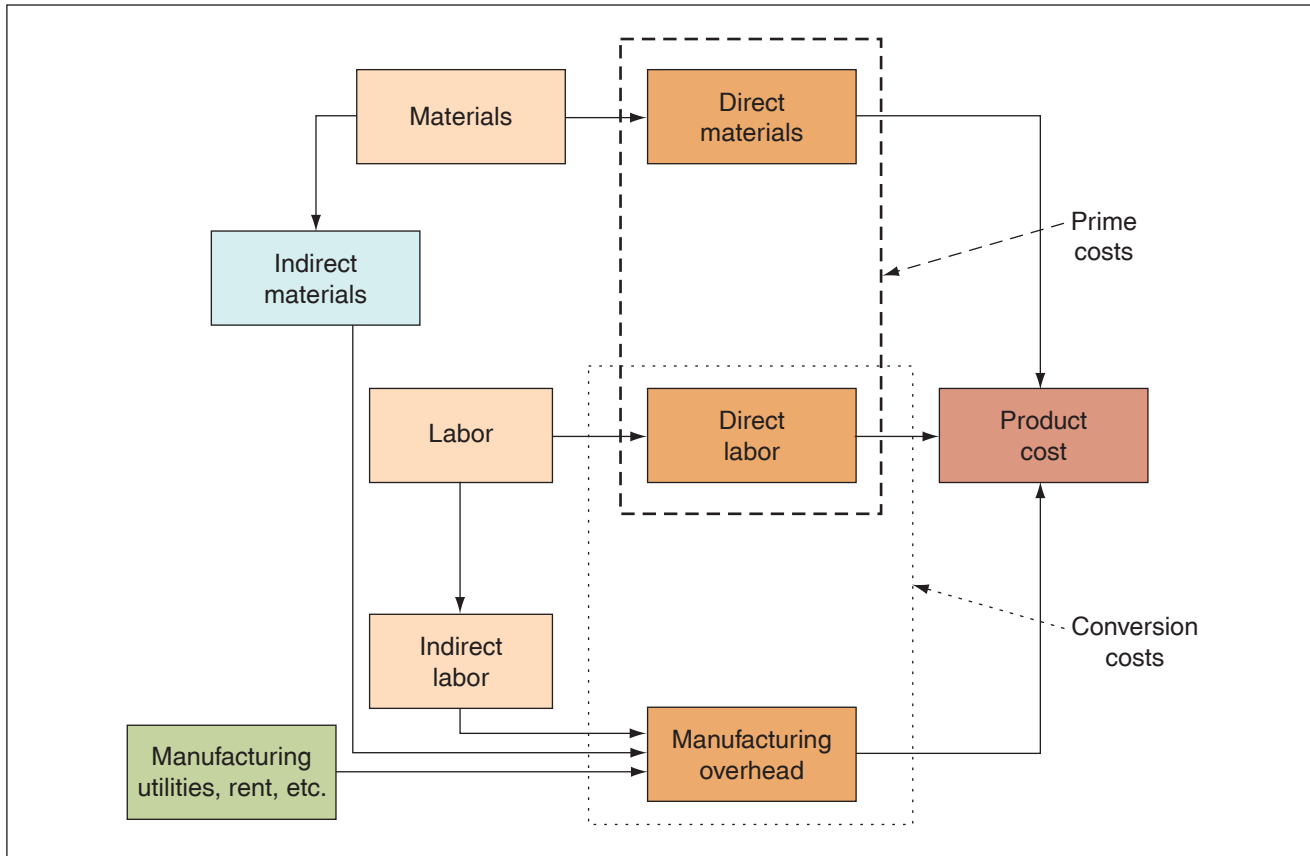 Materials
Direct
materials
Prime
costs
Indirect
materials
Labor
Direct
labor
Product
cost
Indirect
labor
Conversion
costs
Manufacturing
utilities, rent, etc.
Manufacturing
overhead